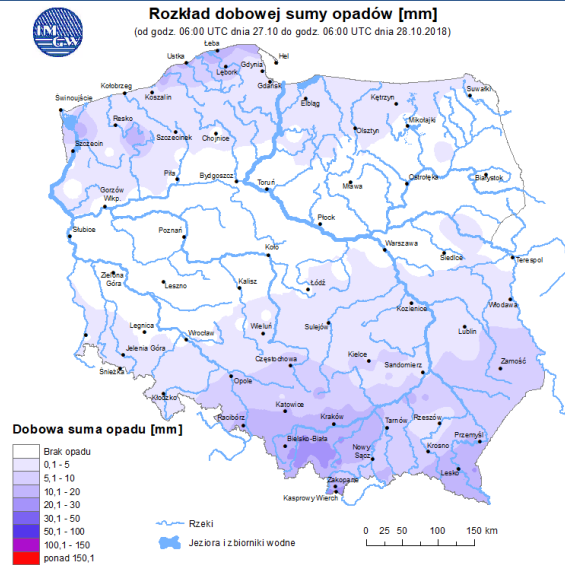 Rozkład dobowej sumy opadów [mm]
(od godz. 06:00 UTC dnia 27.10 do godz. 06:00 UTC dnia 28.10.2018)
IM
GW
Łeba
Ustka
Hel
Gdynia
Lębork
Gdańsk
Kołobrzeg
Koszalin
Świnoujście
Elbląg
Kętrzyn
Suwałki
Resko
Mikołajki
Olsztyn
Szczecinek
Chojnice
Szczecin
Piła
Bydgoszcz
Toruń
Mława
Ostrołęka
Białystok
Gorzów
Wlkp.
Płock
Słubice
Poznań
Koło
Warszawa
Siedlce
Terespol
Zielona
Góra
Leszno
Kalisz
Łódź
Kozienice
Włodawa
Legnica
Wrocław
Wieluń
Sulejów
Lublin
Jelenia Góra
Częstochowa
Kielce
Sandomierz
Zamość
Śnieżka
Opole
Kłodzko
Katowice
Racibórz
Kraków
Tarnów
Rzeszów
Przemyśl
Bielsko-Biała
Nowy
Sącz
Krosno
Lesko
Zakopane
Kasprowy Wierch
Dobowa suma opadu [mm]
Brak opadu
0,1 - 5
5,1 - 10
10,1 - 20
20,1 - 30
30,1 - 50
50,1 - 100
100,1 - 150
ponad 150,1
Rzeki
Jeziora i zbiorniki wodne
0 25 50 100 150 km